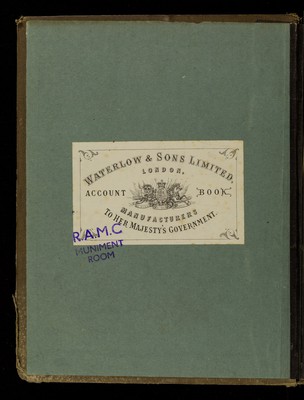 WATERLOW & SONS LIMITED,
LONDON,
ACCOUNT BOOK
MANUFACTURERS
TO HER MAJESTY'S GOVERNMENT.
R.A.M.C
MUNIMENT
ROOM